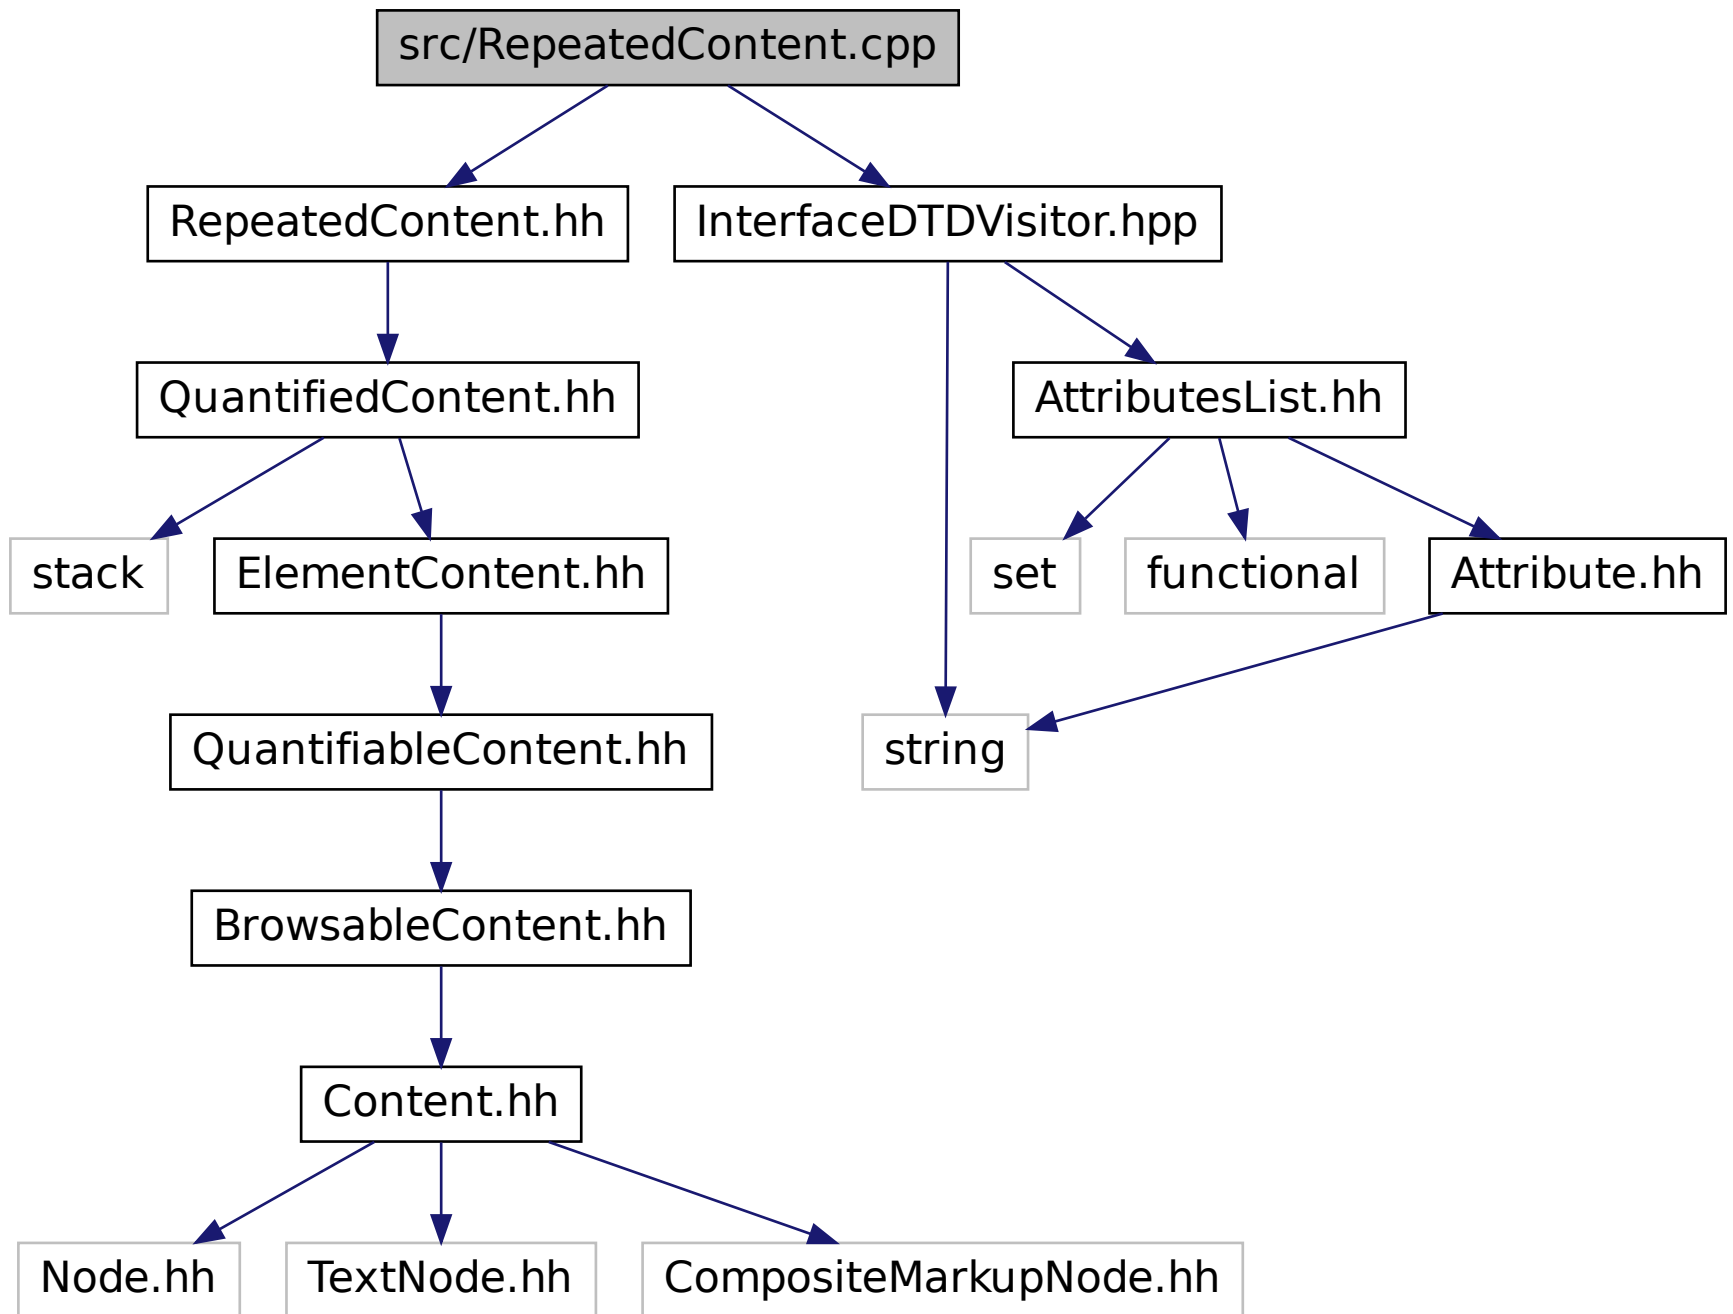 src/RepeatedContent.cpp
RepeatedContent.hh
InterfaceDTDVisitor.hpp
QuantifiedContent.hh
AttributesList.hh
stack
ElementContent.hh
set
functional
Attribute.hh
QuantifiableContent.hh
string
BrowsableContent.hh
Content.hh
Node.hh
TextNode.hh
CompositeMarkupNode.hh